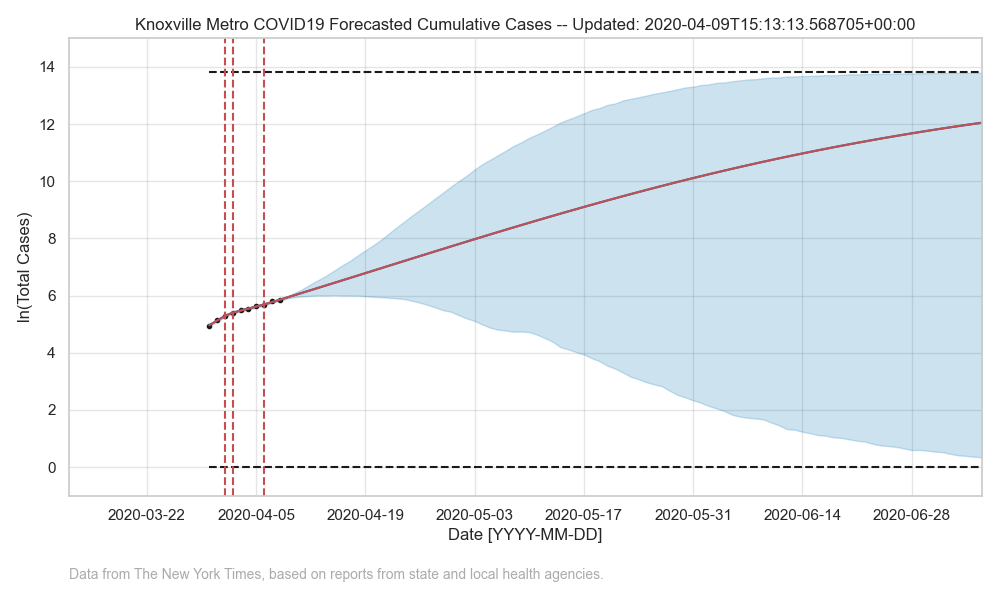 Knoxville Metro COVID19 Forecasted Cumulative Cases -- Updated: 2020-04-09T15:13:13.568705+00:00
14
12
10
8
6
4
2
0
ln(Total Cases)
2020-03-22 2020-04-05 2020-04-19 2020-05-03 2020-05-17 2020-05-31 2020-06-14 2020-06-28
Date [YYYY-MM-DD]
Data from The New York Times, based on reports from state and local health agencies.